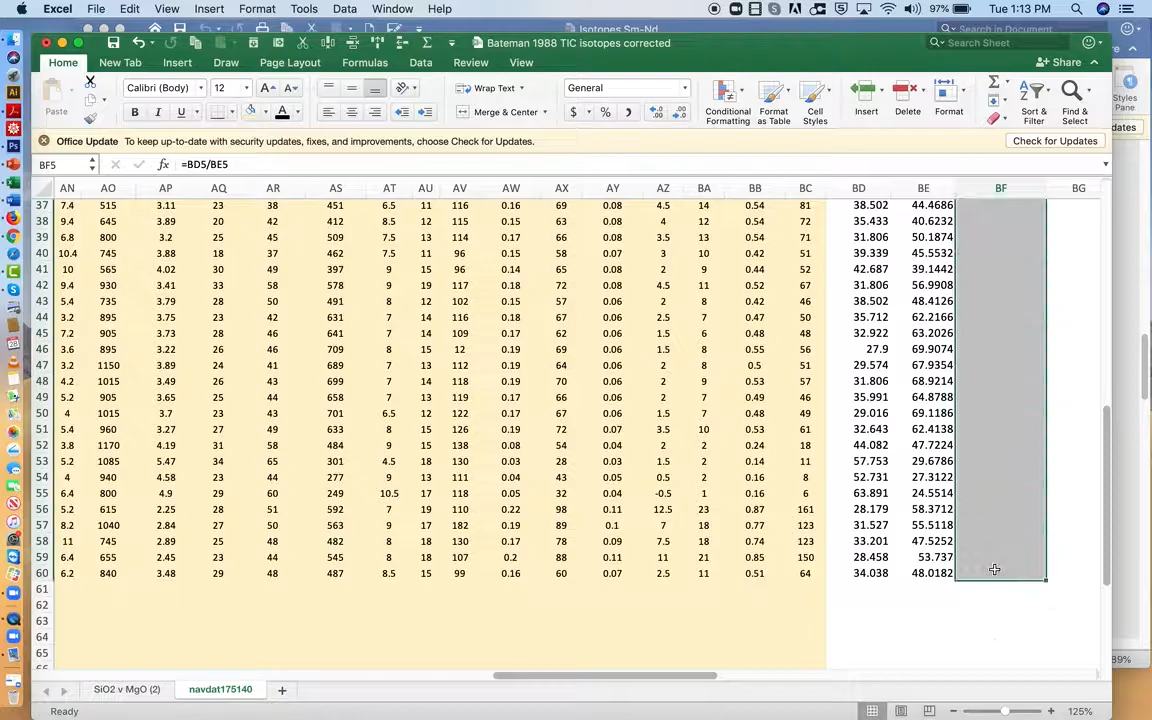 Excel File Edit View Insert Format Tools Data Window Help 97% Tue 1:13 PM
Isotopes Sm-Nd Search in Document
Bateman 1988 TIC isotopes corrected Search Sheet
Home New Tab Insert Draw Page Layout Formulas Data Review View Share
Paste Calibri (Body) 12 A A Wrap Text General Conditional Formatting Format as Table Cell Styles Insert Delete Format Sort & Filter Find & Select Styles Pane
B I U A Merge & Center $ % )
Office Update To keep up-to-date with security updates, fixes, and improvements, choose Check for Updates. Check for Updates dates
BF5 fx =BD5/BE5
AN AO AP AQ AR AS AT AU AV AW AX AY AZ BA BB BC BD BE BF BG
37 7.4 515 3.11 23 38 451 6.5 11 116 0.16 69 0.08 4.5 14 0.54 81 38.502 44.4686
38 9.4 645 3.89 20 42 412 8.5 12 115 0.15 63 0.08 4 12 0.54 72 35.433 40.6232
39 6.8 800 3.2 25 45 509 7.5 13 114 0.17 66 0.08 3.5 13 0.54 71 31.806 50.1874
40 10.4 745 3.88 18 37 462 7.5 11 96 0.15 58 0.07 3 10 0.42 51 39.339 45.5532
41 10 565 4.02 30 49 397 9 15 96 0.14 65 0.08 2 9 0.44 52 42.687 39.1442
42 9.4 930 3.41 33 58 578 9 19 117 0.18 72 0.08 4.5 11 0.52 67 31.806 56.9908
43 5.4 735 3.79 28 50 491 8 12 102 0.15 57 0.06 2 8 0.42 46 38.502 48.4126
44 3.2 895 3.75 23 42 631 7 14 116 0.18 67 0.06 2.5 7 0.47 50 35.712 62.2166
45 7.2 905 3.73 28 46 641 7 14 109 0.17 62 0.06 1.5 6 0.48 48 32.922 63.2026
46 3.6 895 3.22 26 46 709 8 15 12 0.19 69 0.06 1.5 8 0.55 56 27.9 69.9074
47 3.2 1150 3.89 24 41 689 7 13 112 0.19 64 0.06 2 8 0.5 51 29.574 67.9354
48 4.2 1015 3.49 26 43 699 7 14 118 0.19 70 0.06 2 9 0.53 57 31.806 68.9214
49 5.2 905 3.65 25 44 658 7 13 119 0.17 66 0.06 2 7 0.49 46 35.991 64.8788
50 4 1015 3.7 23 43 701 6.5 12 122 0.17 67 0.06 1.5 7 0.48 49 29.016 69.1186
51 5.4 960 3.27 27 49 633 8 15 126 0.19 72 0.07 3.5 10 0.53 61 32.643 62.4138
52 3.8 1170 4.19 31 58 484 9 15 138 0.08 54 0.04 2 2 0.24 18 44.082 47.7224
53 5.2 1085 5.47 34 65 301 4.5 18 130 0.03 28 0.03 1.5 2 0.14 11 57.753 29.6786
54 4 940 4.58 23 44 277 9 13 111 0.04 43 0.05 0.5 2 0.16 8 52.731 27.3122
55 6.4 800 4.9 29 60 249 10.5 17 118 0.05 32 0.04 -0.5 1 0.16 6 63.891 24.5514
56 5.2 615 2.25 28 51 592 7 19 110 0.22 98 0.11 12.5 23 0.87 161 28.179 58.3712
57 8.2 1040 2.84 27 50 563 9 17 182 0.19 89 0.1 7 18 0.77 123 31.527 55.5118
58 11 745 2.89 25 48 482 8 18 130 0.17 78 0.09 7.5 18 0.74 123 33.201 47.5252
59 6.4 655 2.45 23 44 545 8 18 107 0.2 88 0.11 11 21 0.85 150 28.458 53.737
60 6.2 840 3.48 29 48 487 8.5 15 99 0.16 60 0.07 2.5 11 0.51 64 34.038 48.0182
61
62
63
64
65
66
SiO2 v MgO (2) navdat175140 +
Ready 125% 89%